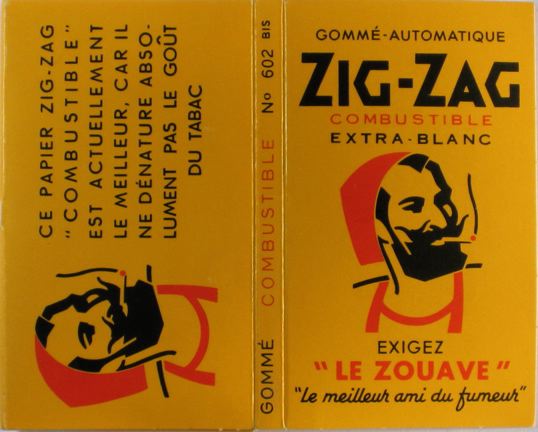 CE PAPIER ZIG-ZAG
"COMBUSTIBLE"
EST ACTUELLEMENT
LE MEILLEUR, CAR IL
NE DÉNATURE ABSO-
LUMENT PAS LE GOÛT
DU TABAC
GOMMÉ COMBUSTIBLE No 602 BIS
GOMMÉ-AUTOMATIQUE
ZIG-ZAG
COMBUSTIBLE
EXTRA-BLANC
EXIGEZ
"LE ZOUAVE"
"Le meilleur ami du fumeur"